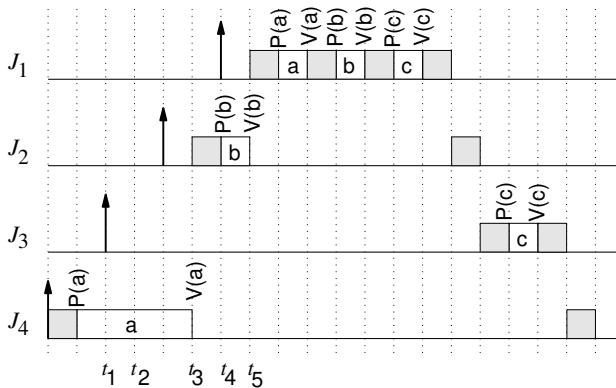 P(a) V(a) P(b) V(b) P(c) V(c)
J1 a b c
P(b) V(b)
J2 b
P(c) V(c)
J3 c
P(a) V(a)
J4 a
t1 t2 t3 t4 t5